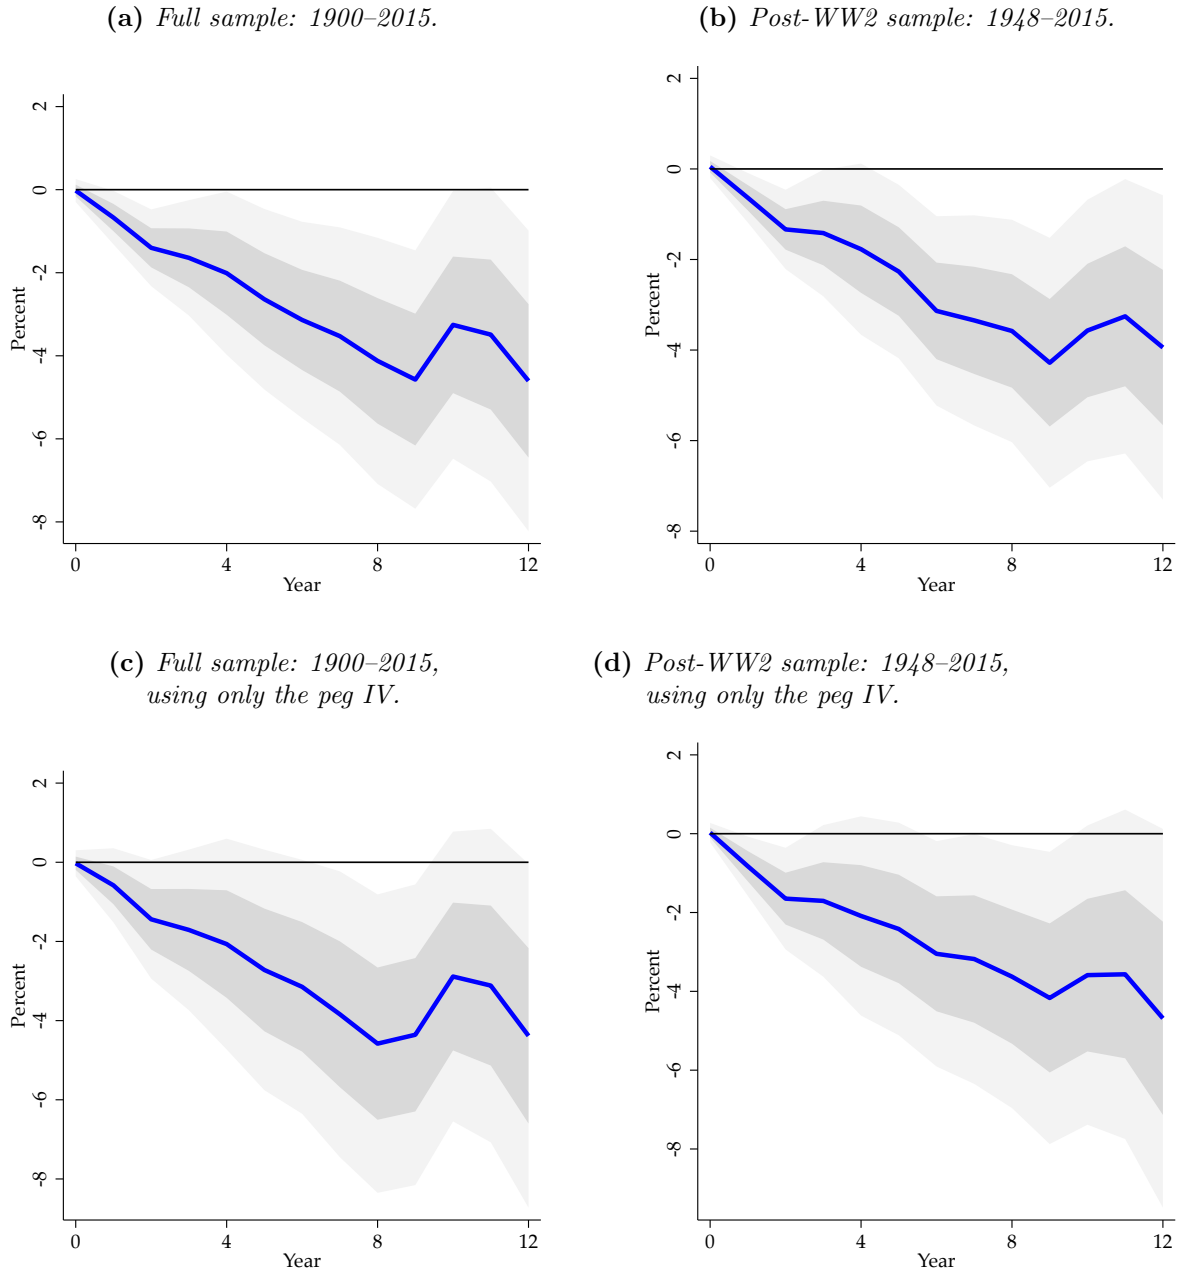 (a) Full sample: 1900–2015.
2
0
-2
-4
-6
-8
Percent
0 4 8 12
Year
(b) Post-WW2 sample: 1948–2015.
2
0
-2
-4
-6
-8
Percent
0 4 8 12
Year
(c) Full sample: 1900–2015,
using only the peg IV.
2
0
-2
-4
-6
-8
Percent
0 4 8 12
Year
(d) Post-WW2 sample: 1948–2015,
using only the peg IV.
2
0
-2
-4
-6
-8
Percent
0 4 8 12
Year